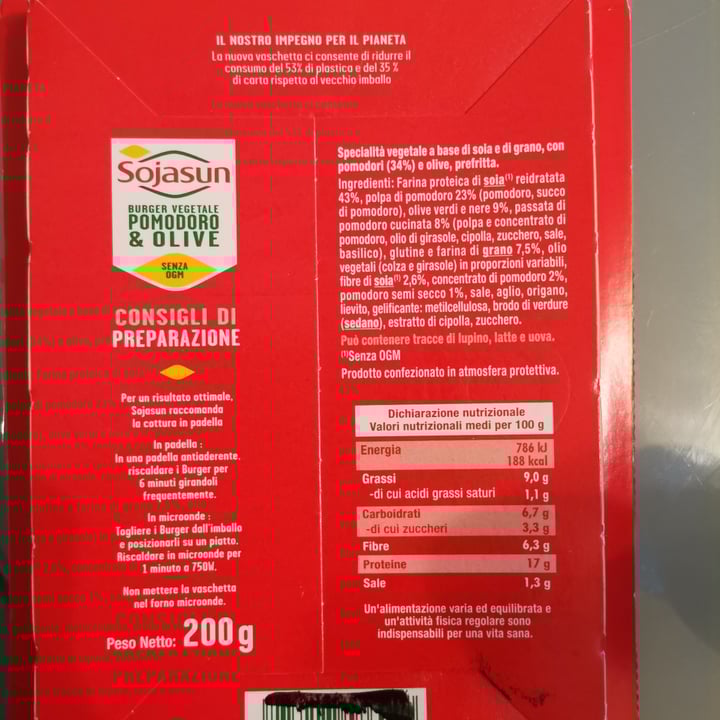 IL NOSTRO IMPEGNO PER IL PIANETA
La nuova vaschetta ci consente di ridurre il
consumo del 53% di plastica e del 35 %
di carta rispetto al vecchio imballo
Sojasun
BURGER VEGETALE
POMODORO
& OLIVE
SENZA
OGM
CONSIGLI DI
PREPARAZIONE
Per un risultato ottimale,
Sojasun raccomanda
la cottura in padella
In padella :
In una padella antiaderente,
riscaldare i Burger per
6 minuti girandoli
frequentemente.
In microonde :
Togliere i Burger dall'imballo
e posizionarli su un piatto.
Riscaldare in microonde per
1 minuto a 750W.
Non mettere la vaschetta
nel forno microonde.
Peso Netto: 200g
Specialità vegetale a base di soia e di grano, con
pomodori (34%) e olive, prefritta.
Ingredienti: Farina proteica di soia(1) reidratata
43%, polpa di pomodoro 23% (pomodoro, succo
di pomodoro), olive verdi e nere 9%, passata di
pomodoro cucinata 8% (polpa e concentrato di
pomodoro, olio di girasole, cipolla, zucchero, sale,
basilico), glutine e farina di grano 7,5%, olio
vegetali (colza e girasole) in proporzioni variabili,
fibre di soia(1) 2,6%, concentrato di pomodoro 2%,
pomodoro semi secco 1%, sale, aglio, origano,
lievito, gelificante: metilcellulosa, brodo di verdure
(sedano), estratto di cipolla, zucchero.
Può contenere tracce di lupino, latte e uova.
(1)Senza OGM
Prodotto confezionato in atmosfera protettiva.
Dichiarazione nutrizionale
Valori nutrizionali medi per 100 g
Energia 786 kJ
188 kcal
Grassi 9,0 g
-di cui acidi grassi saturi 1,1 g
Carboidrati 6,7 g
-di cui zuccheri 3,3 g
Fibre 6,3 g
Proteine 17 g
Sale 1,3 g
Un'alimentazione varia ed equilibrata e
un'attività fisica regolare sono
indispensabili per una vita sana.